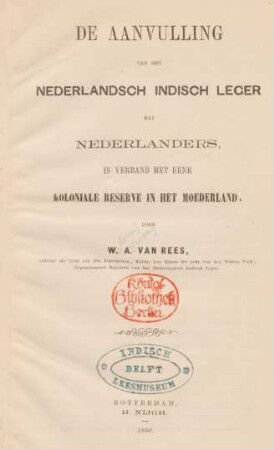 DE AANVULLING
VAN HET
NEDERLANDSCH INDISCH LEGER
MET
NEDERLANDERS,
IN VERBAND MET EENE
KOLONIALE RESERVE IN HET MOEDERLAND,
DOOR
W. A. VAN REES,
Königl.
Bibliothek
Berlin
INDISCH
DELFT
LEESMUSEUM
ROTTERDAM,
H. NIJGH.